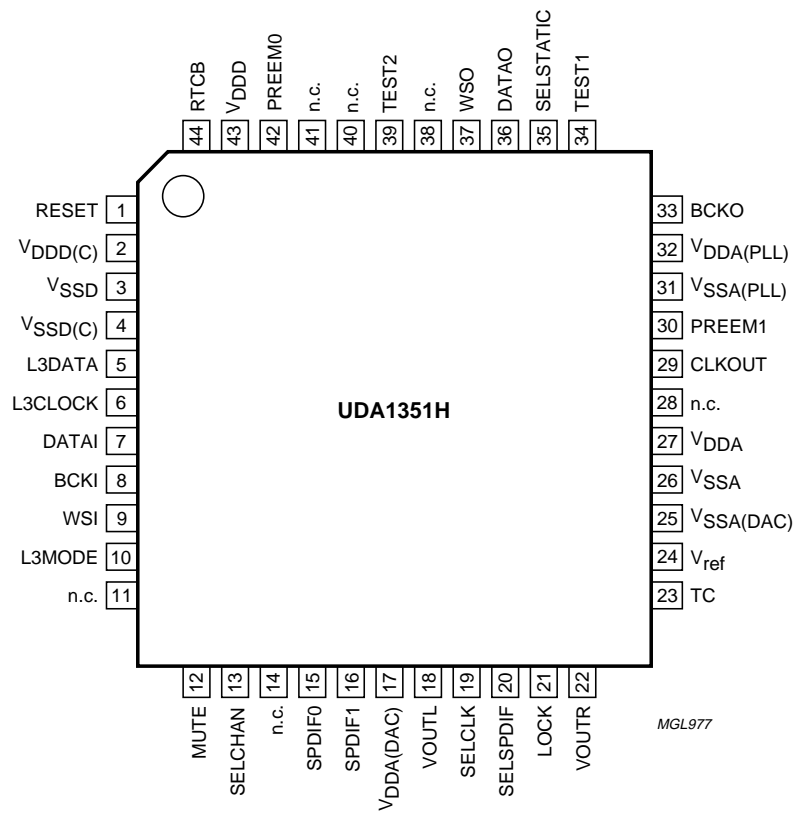 RTCB
VDDD
PREEM0
n.c.
n.c.
TEST2
n.c.
WSO
DATAO
SELSTATIC
TEST1
44
43
42
41
40
39
38
37
36
35
34
RESET 1
VDDD(C) 2
VSSD 3
VSSD(C) 4
L3DATA 5
L3CLOCK 6
DATAI 7
BCKI 8
WSI 9
L3MODE 10
n.c. 11
UDA1351H
33 BCKO
32 VDDA(PLL)
31 VSSA(PLL)
30 PREEM1
29 CLKOUT
28 n.c.
27 VDDA
26 VSSA
25 VSSA(DAC)
24 Vref
23 TC
12
13
14
15
16
17
18
19
20
21
22
MUTE
SELCHAN
n.c.
SPDIF0
SPDIF1
VDDA(DAC)
VOUTL
SELCLK
SELSPDIF
LOCK
VOUTR
MGL977